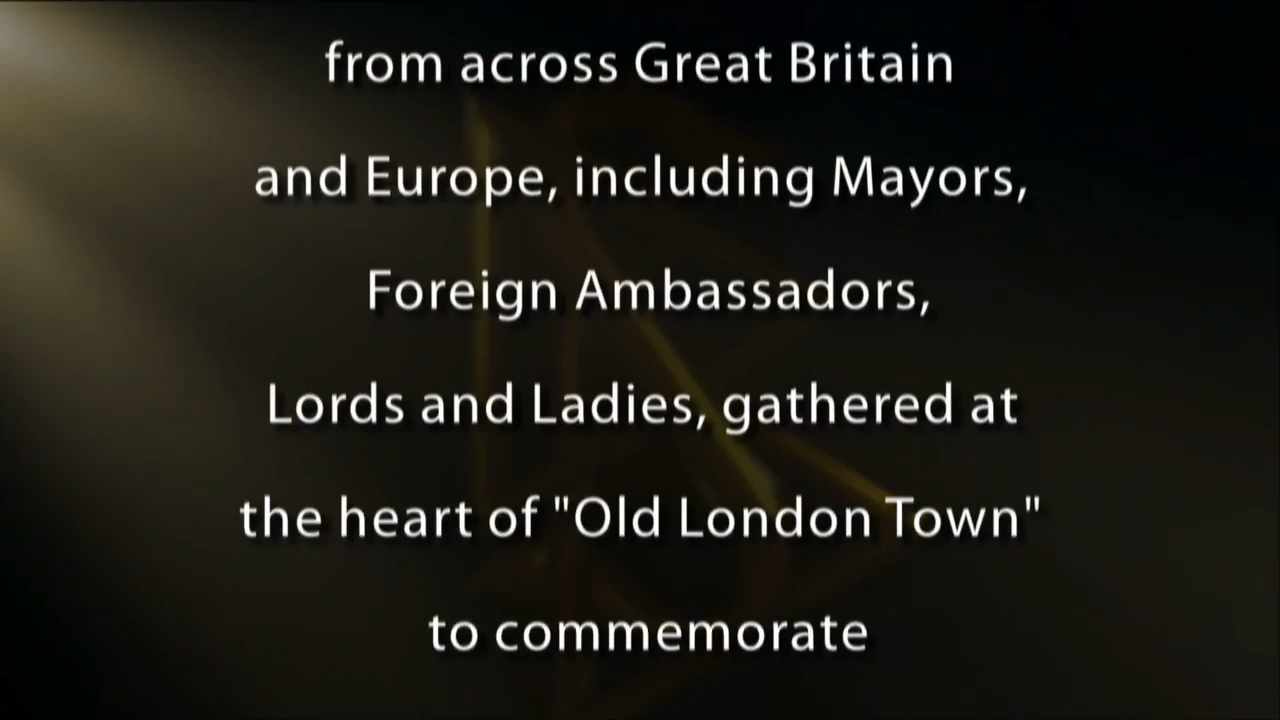 from across Great Britain
and Europe, including Mayors,
Foreign Ambassadors,
Lords and Ladies, gathered at
the heart of "Old London Town"
to commemorate